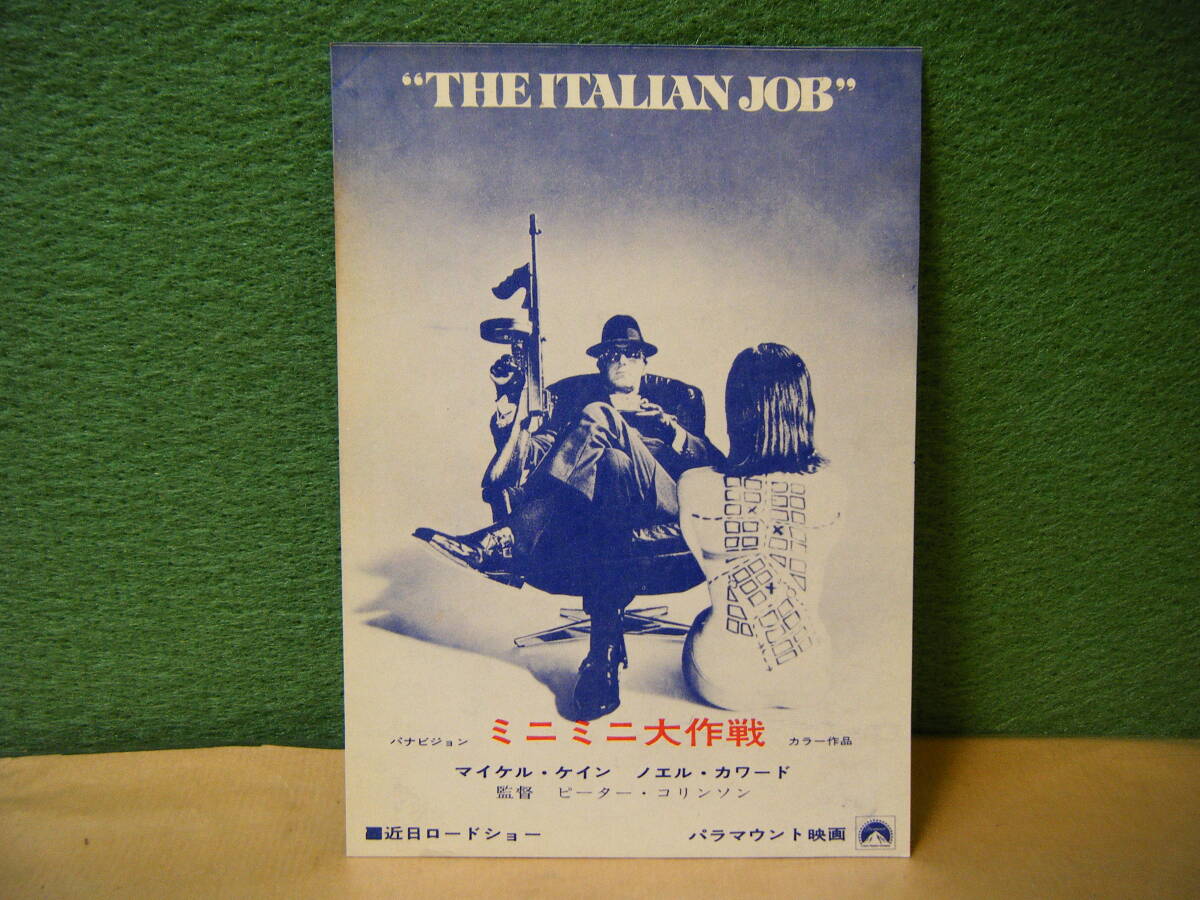 “THE ITALIAN JOB”
パナビジョン ミニミニ大作戦 カラー作品
マイケル・ケイン ノエル・カワード
監督 ピーター・コリンソン
近日ロードショー パラマウント映画